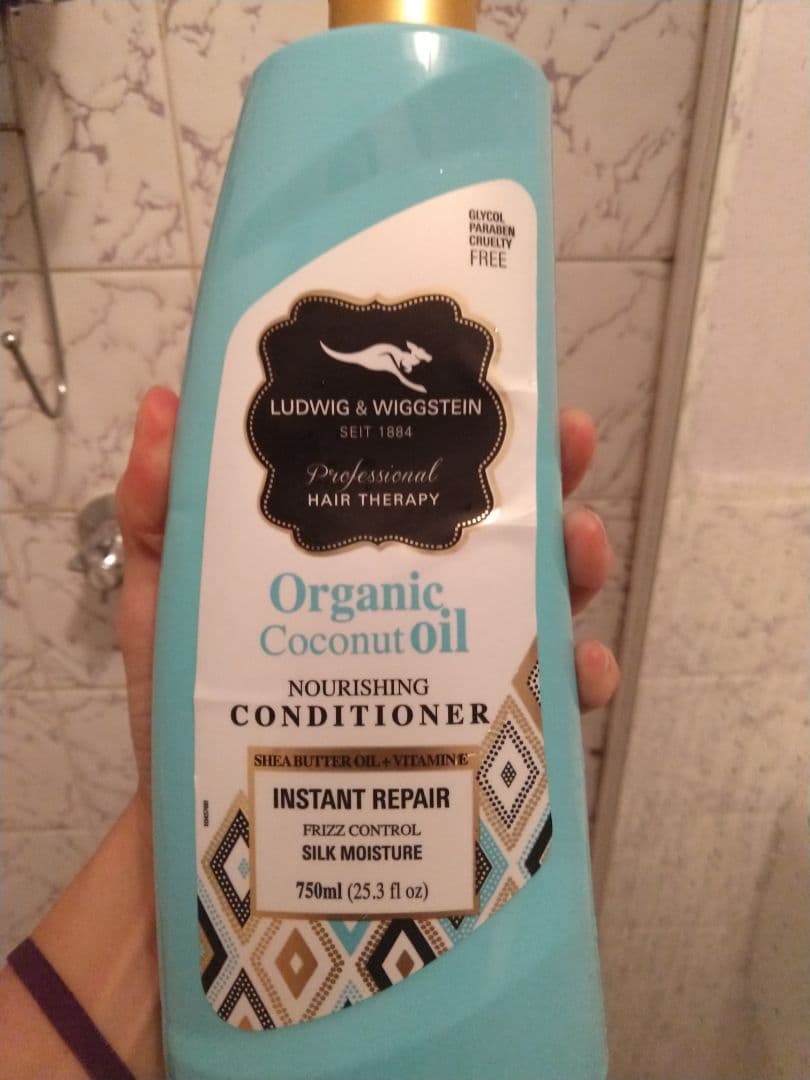 GLYCOL
PARABEN
CRUELTY
FREE
LUDWIG & WIGGSTEIN
SEIT 1884
Professional
HAIR THERAPY
Organic
Coconut oil
NOURISHING
CONDITIONER
SHEA BUTTER OIL + VITAMIN E
INSTANT REPAIR
FRIZZ CONTROL
SILK MOISTURE
750ml (25.3 fl oz)